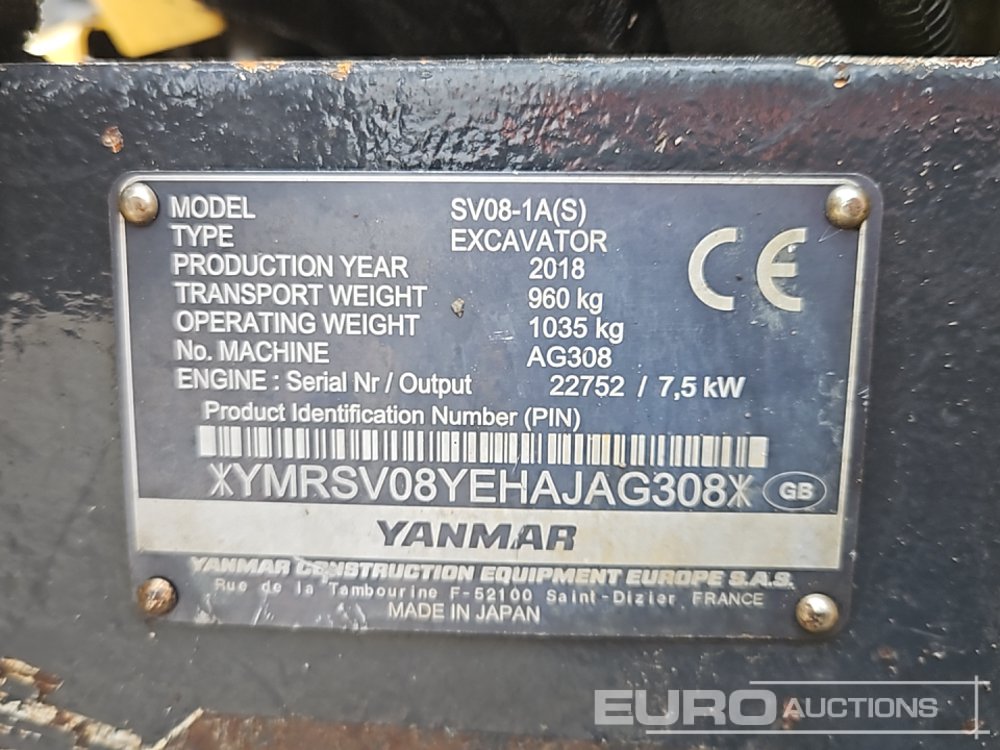 MODEL SV08-1A(S)
TYPE EXCAVATOR
PRODUCTION YEAR 2018
TRANSPORT WEIGHT 960 kg
OPERATING WEIGHT 1035 kg
No. MACHINE AG308
ENGINE : Serial Nr / Output 22752 / 7,5 kW
Product Identification Number (PIN)
*YMRSV08YEHAJAG308*
GB
CE
YANMAR
YANMAR CONSTRUCTION EQUIPMENT EUROPE S.A.S.
Rue de la Tambourine F-52100 Saint-Dizier FRANCE
MADE IN JAPAN
EURO AUCTIONS